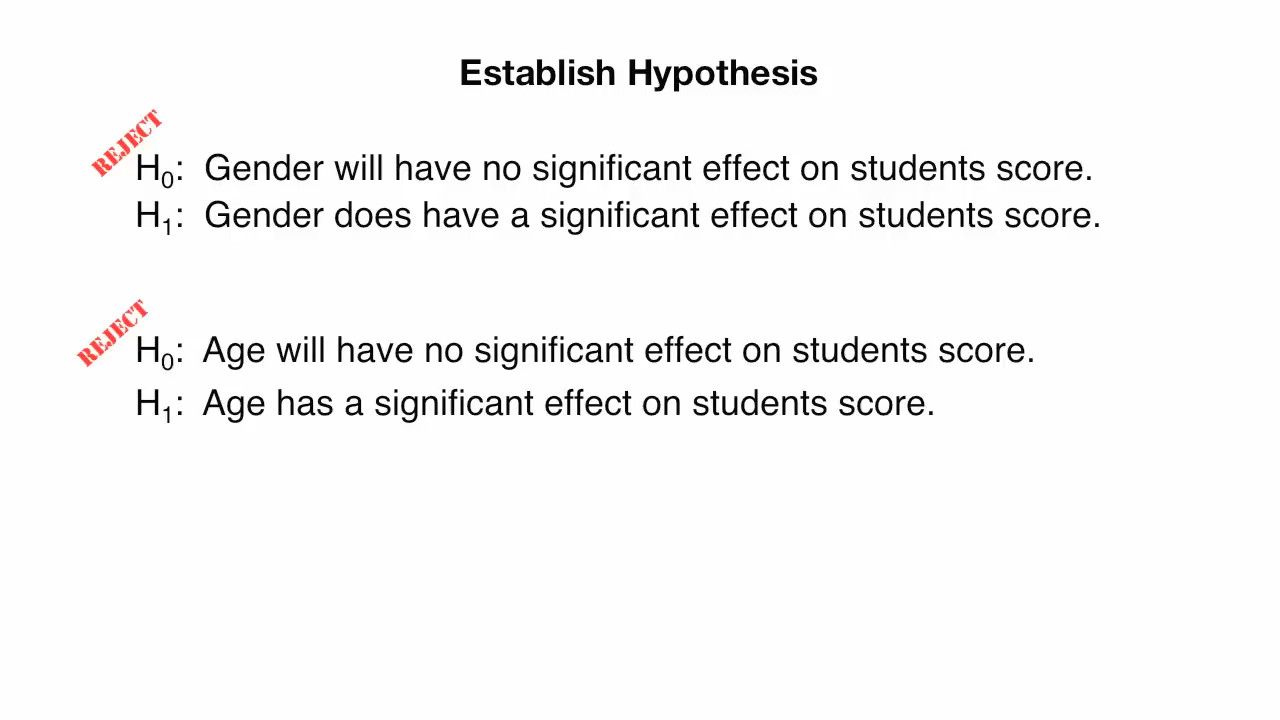 Establish Hypothesis
REJECT
H₀: Gender will have no significant effect on students score.
H₁: Gender does have a significant effect on students score.
REJECT
H₀: Age will have no significant effect on students score.
H₁: Age has a significant effect on students score.